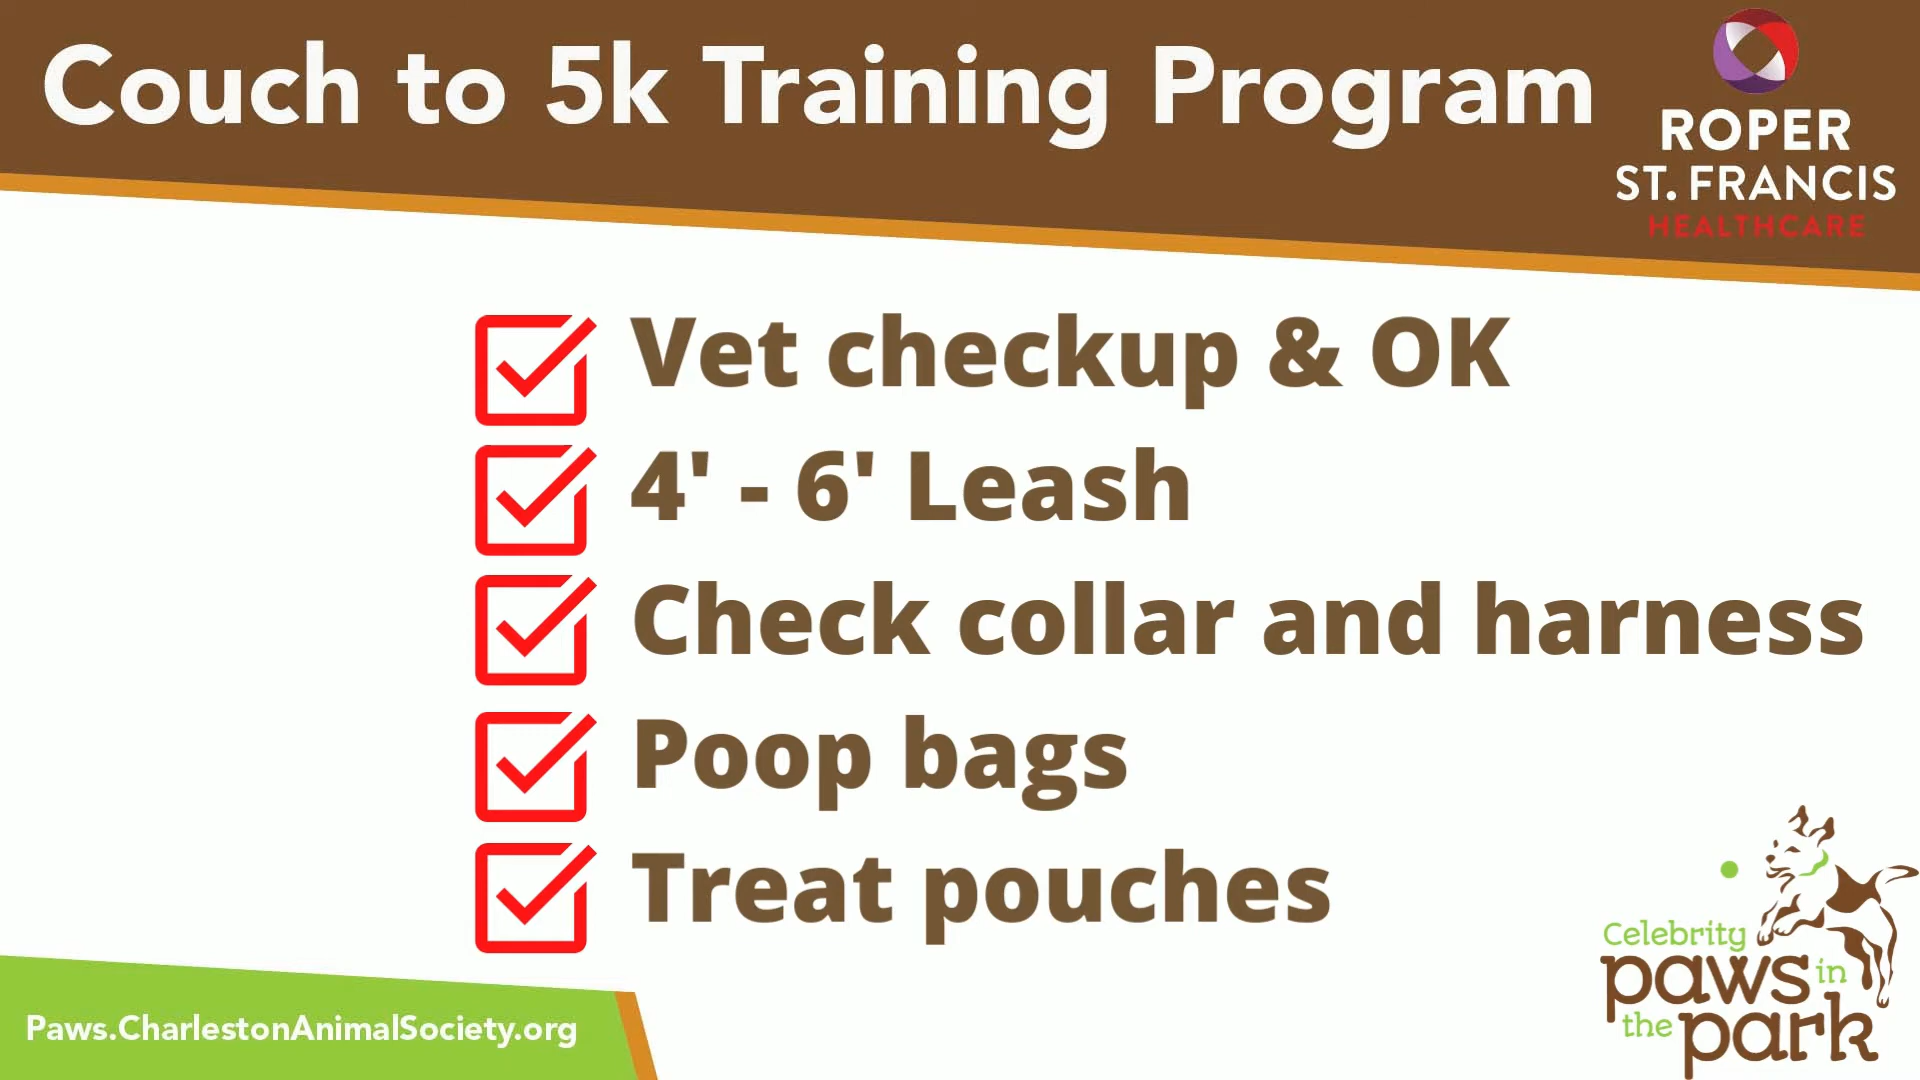 Couch to 5k Training Program
ROPER
ST. FRANCIS
HEALTHCARE
Vet checkup & OK
4' - 6' Leash
Check collar and harness
Poop bags
Treat pouches
Paws.CharlestonAnimalSociety.org
Celebrity
paws in
the park